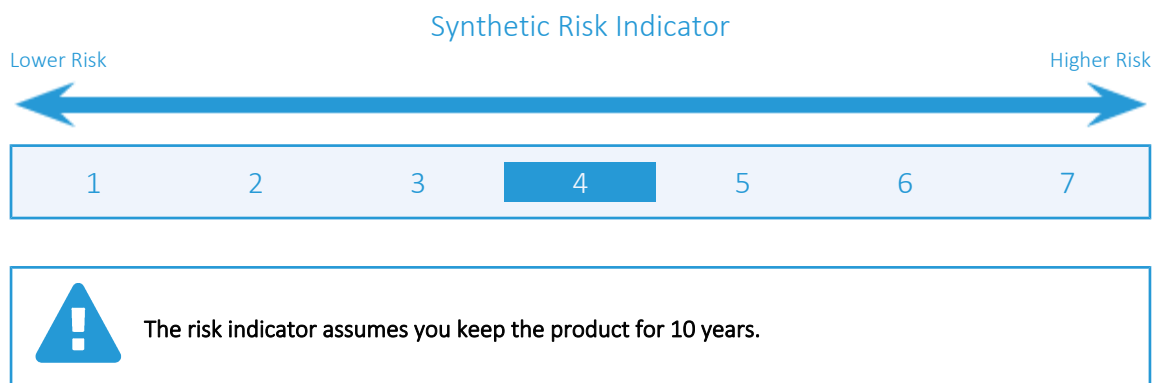 Synthetic Risk Indicator
Lower Risk Higher Risk
1 2 3 4 5 6 7
The risk indicator assumes you keep the product for 10 years.